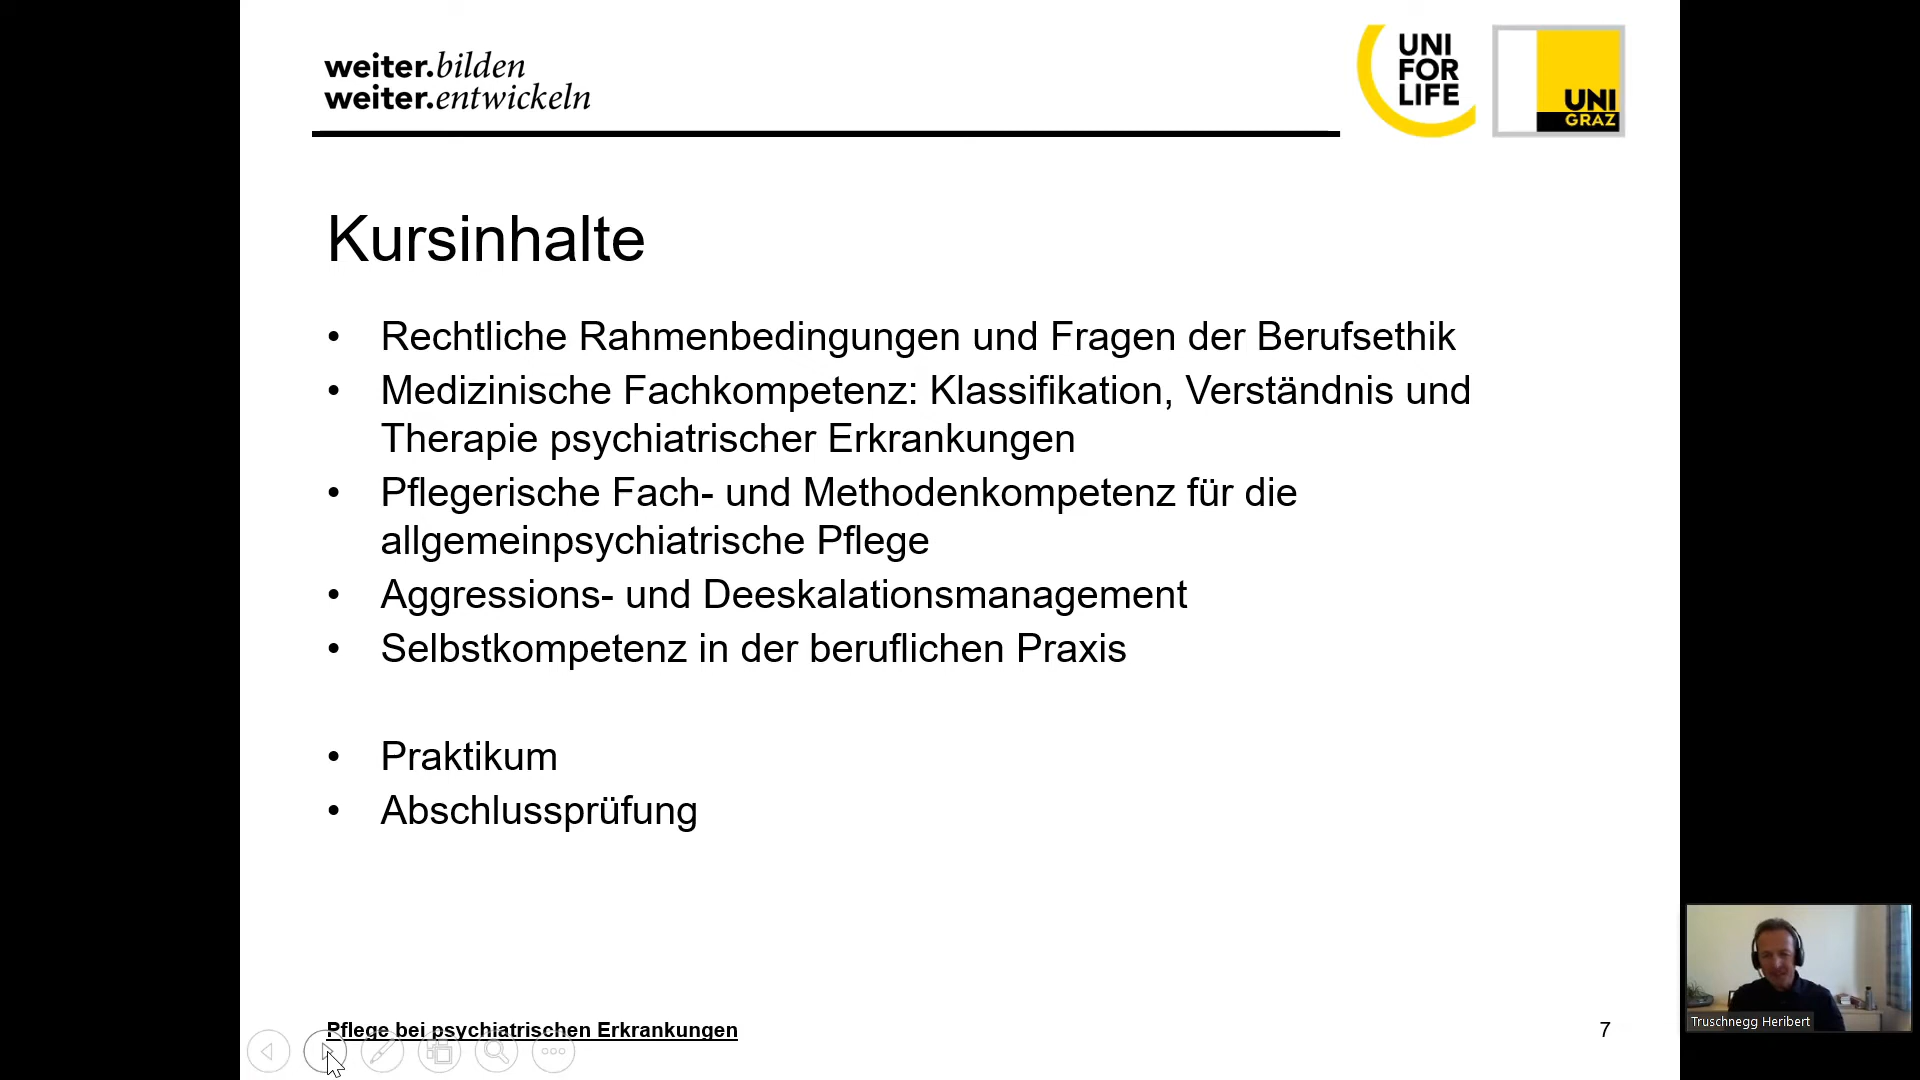 weiter.bilden
weiter.entwickeln
UNI
FOR
LIFE
UNI
GRAZ
Kursinhalte
• Rechtliche Rahmenbedingungen und Fragen der Berufsethik
• Medizinische Fachkompetenz: Klassifikation, Verständnis und
Therapie psychiatrischer Erkrankungen
• Pflegerische Fach- und Methodenkompetenz für die
allgemeinpsychiatrische Pflege
• Aggressions- und Deeskalationsmanagement
• Selbstkompetenz in der beruflichen Praxis
• Praktikum
• Abschlussprüfung
Pflege bei psychiatrischen Erkrankungen
7
Truschnegg Heribert